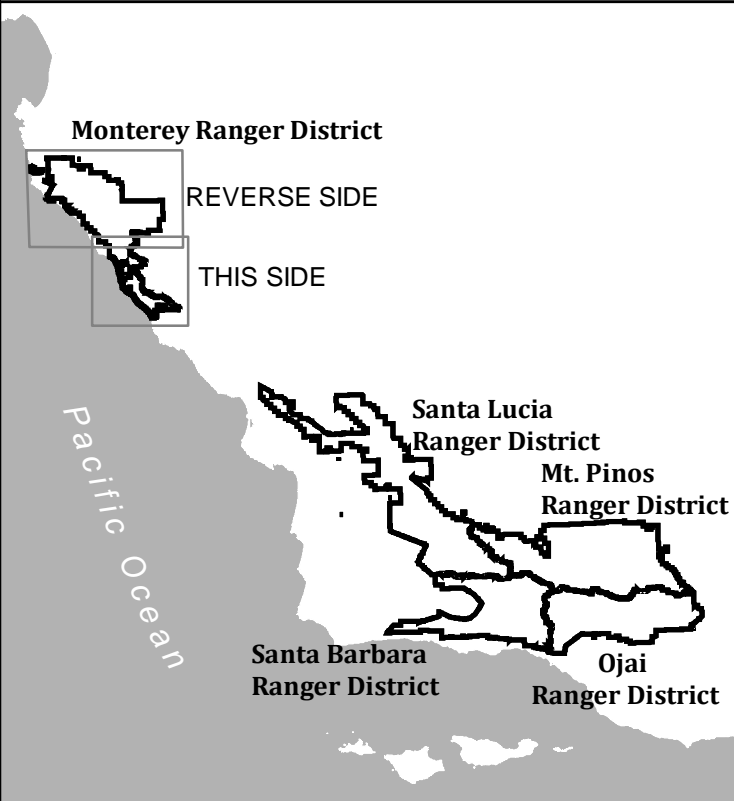 Monterey Ranger District
REVERSE SIDE
THIS SIDE
Pacific Ocean
Santa Lucia
Ranger District
Mt. Pinos
Ranger District
Santa Barbara
Ranger District
Ojai
Ranger District